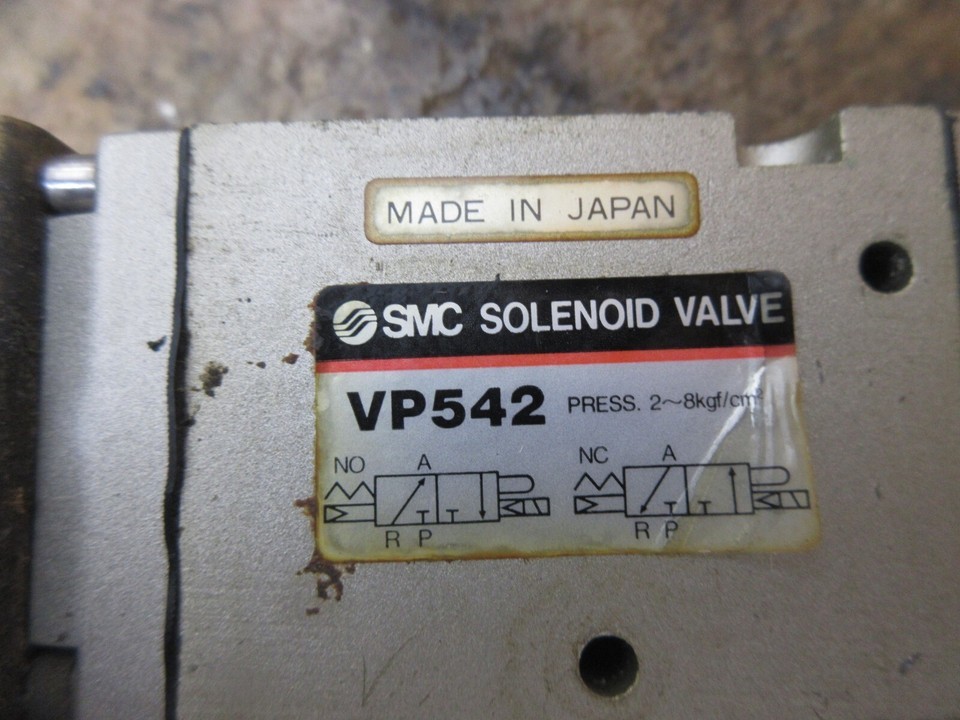 MADE IN JAPAN
SMC SOLENOID VALVE
VP542 PRESS. 2~8kgf/cm²
NO A NC A
R P R P